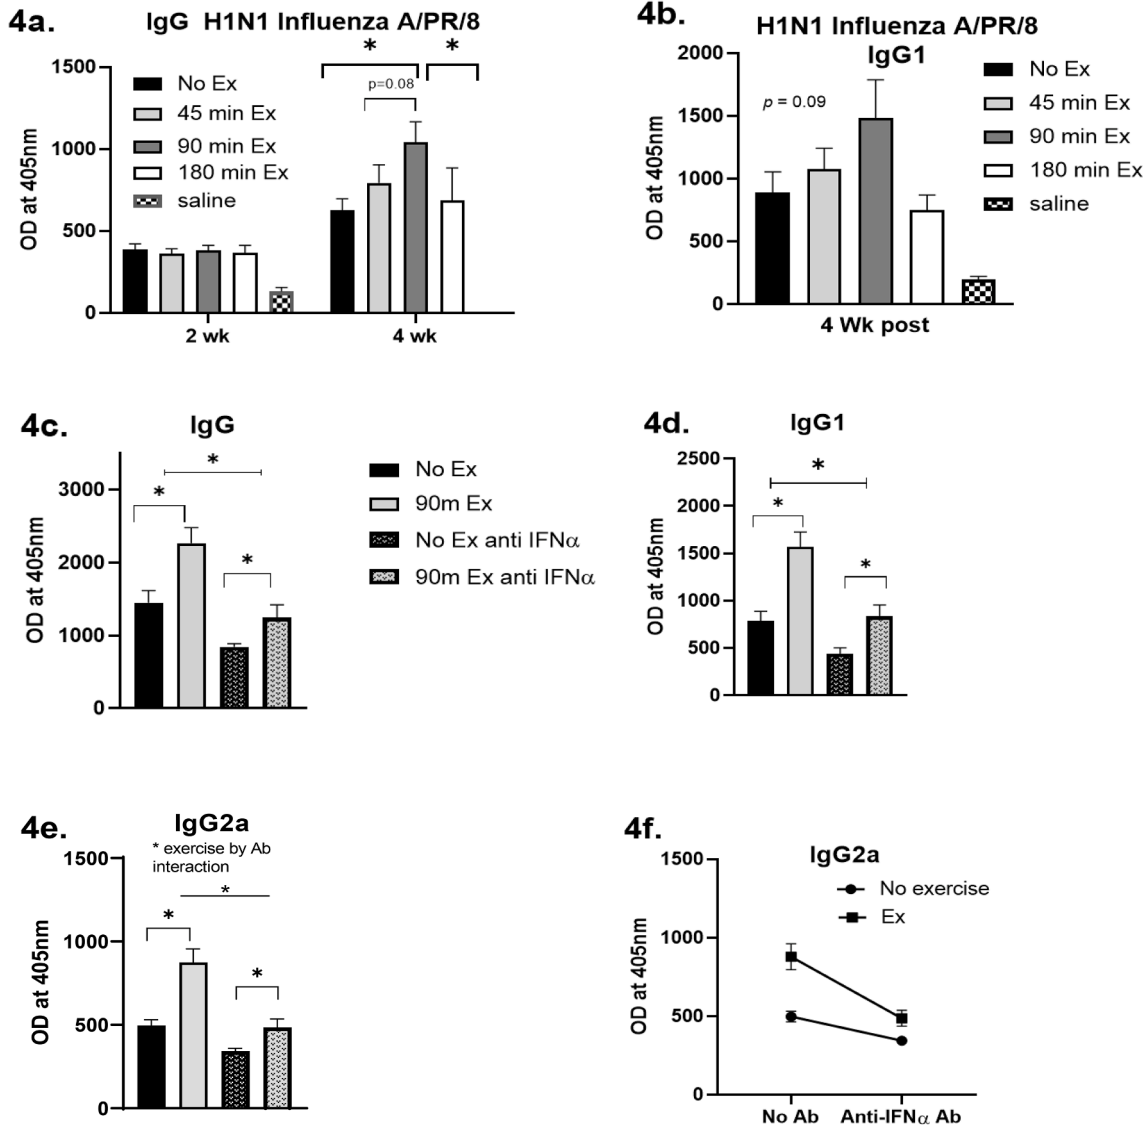 4a.
IgG H1N1 Influenza A/PR/8
OD at 405nm
1500
1000
500
0
No Ex
45 min Ex
90 min Ex
180 min Ex
saline
*
*
p=0.08
2 wk
4 wk
4b.
H1N1 Influenza A/PR/8
IgG1
OD at 405nm
2000
1500
1000
500
0
p = 0.09
No Ex
45 min Ex
90 min Ex
180 min Ex
saline
4 Wk post
4c.
IgG
OD at 405nm
3000
2000
1000
0
*
*
*
No Ex
90m Ex
No Ex anti IFNα
90m Ex anti IFNα
4d.
IgG1
OD at 405nm
2500
2000
1500
1000
500
0
*
*
*
4e.
IgG2a
* exercise by Ab
interaction
OD at 405nm
1500
1000
500
0
*
*
*
4f.
IgG2a
No exercise
Ex
OD at 405nm
1500
1000
500
0
No Ab
Anti-IFNα Ab